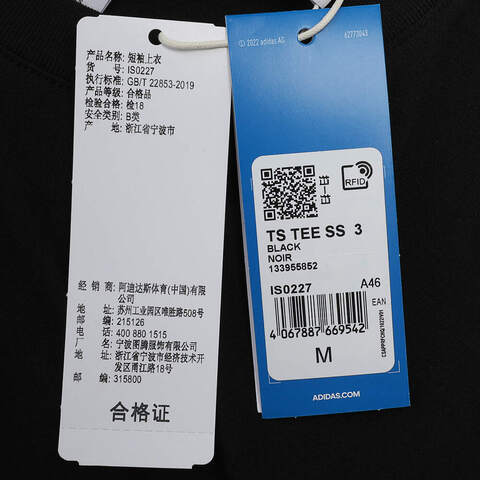 产品名称: 短袖上衣
货 号: IS0227
执行标准: GB/T 22853-2019
产品等级: 合格品
检验合格: 检18
安全类别: B类
产 地: 浙江省宁波市
经 销 商: 阿迪达斯体育(中国)有限
公司
地 址: 苏州工业园区唯胜路508号
邮 编: 215126
电 话: 400 880 1515
厂 商: 宁波图腾服饰有限公司
地 址: 浙江省宁波市经济技术开
发区甬江路18号
邮 编: 315800
合格证
© 2022 adidas AG
62773043
RFID
TS TEE SS 3
BLACK
NOIR
133955852
IS0227 A46
EAN
4 067887 669542
M
ADIDAS.COM